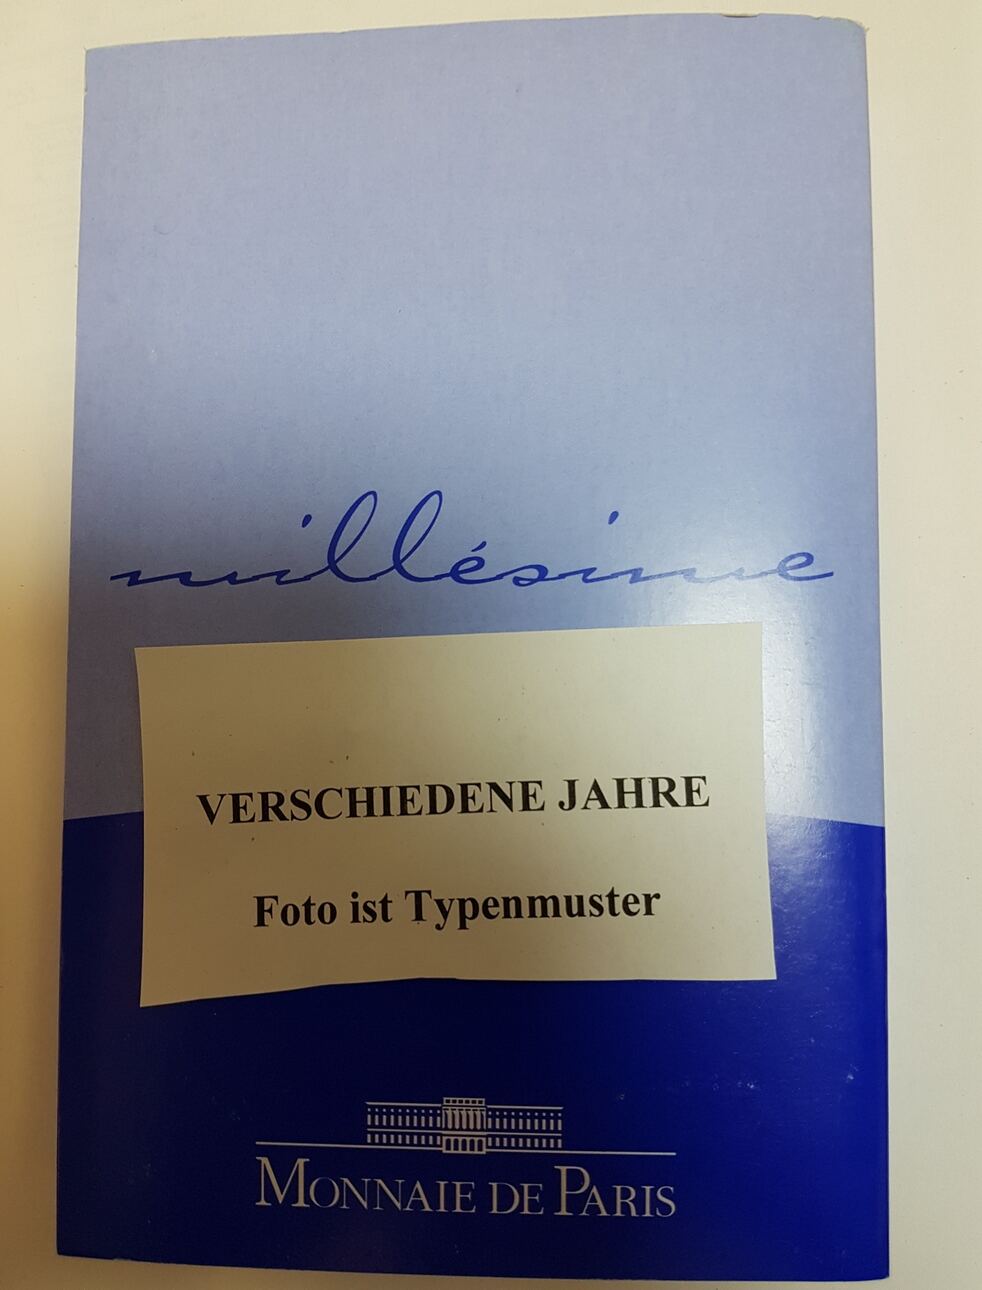 millésime
VERSCHIEDENE JAHRE
Foto ist Typenmuster
MONNAIE DE PARIS